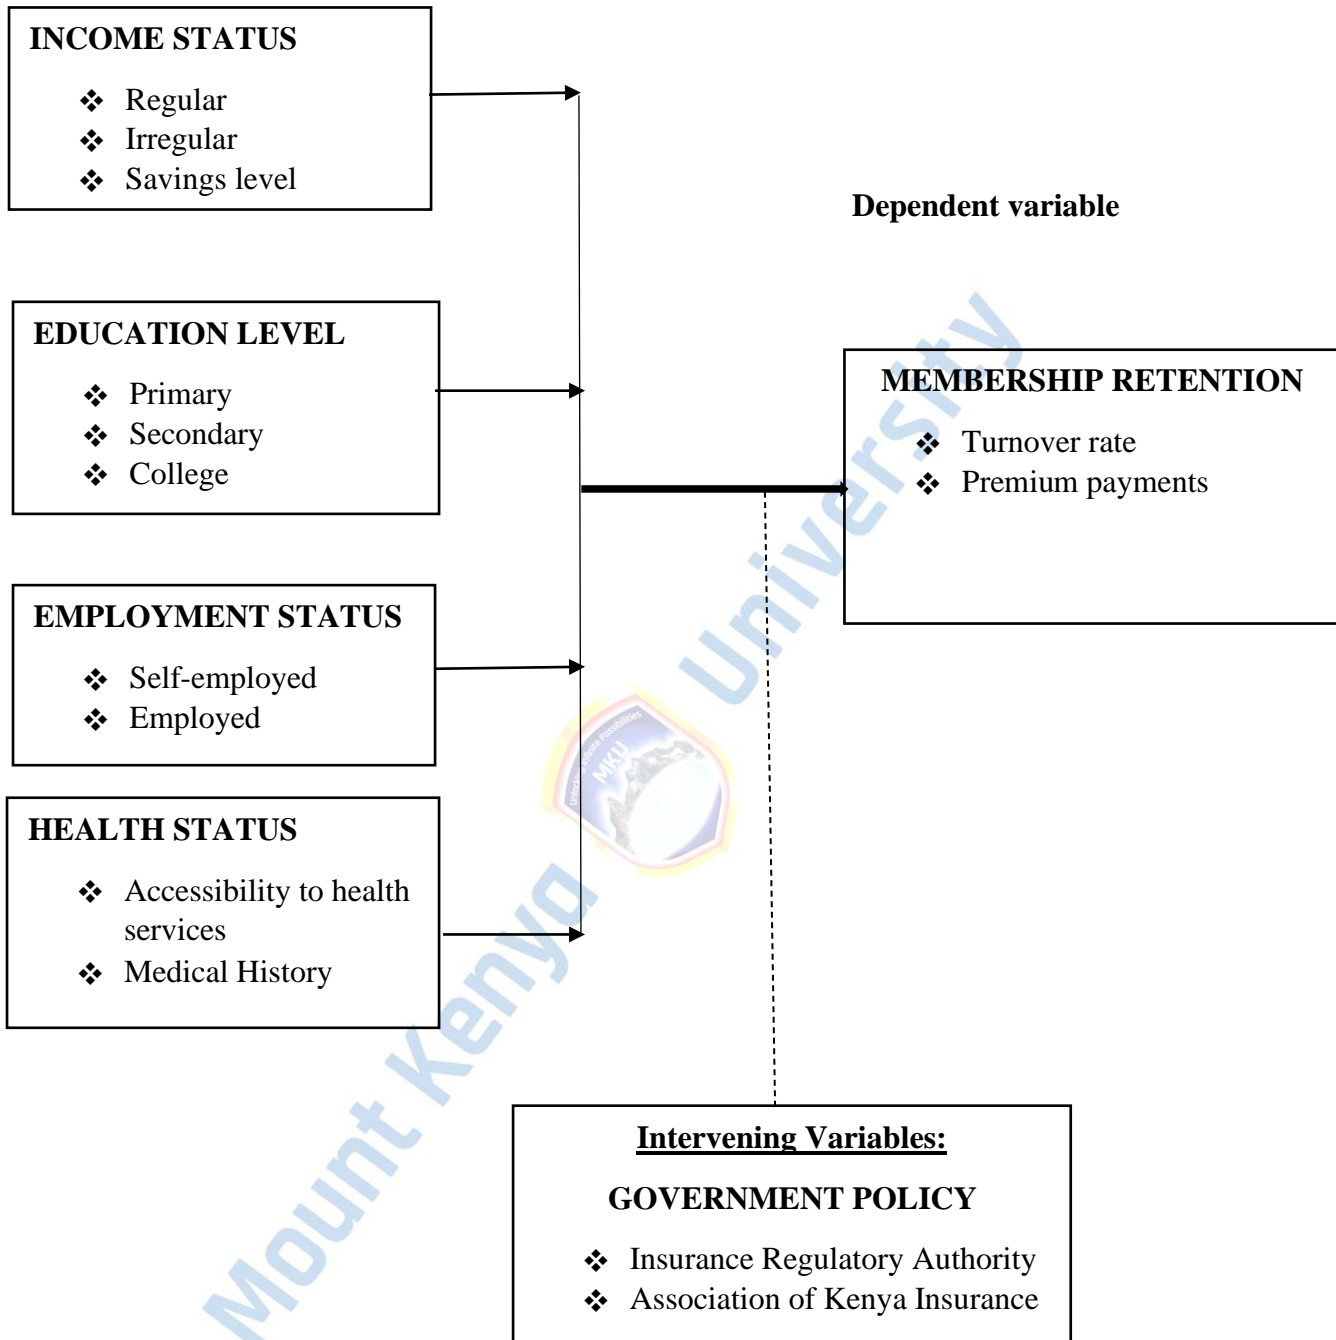 INCOME STATUS
❖ Regular
❖ Irregular
❖ Savings level
Dependent variable
EDUCATION LEVEL
❖ Primary
❖ Secondary
❖ College
MEMBERSHIP RETENTION
❖ Turnover rate
❖ Premium payments
EMPLOYMENT STATUS
❖ Self-employed
❖ Employed
HEALTH STATUS
❖ Accessibility to health
services
❖ Medical History
Intervening Variables:
GOVERNMENT POLICY
❖ Insurance Regulatory Authority
❖ Association of Kenya Insurance
Mount Kenya University
MKU